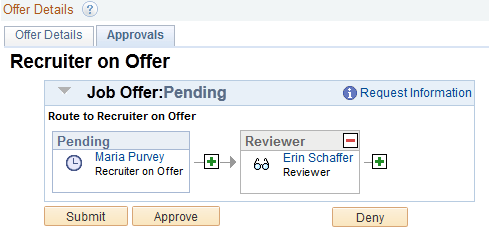 Offer Details
Offer Details Approvals
Recruiter on Offer
Job Offer:Pending Request Information
Route to Recruiter on Offer
Pending
Maria Purvey
Recruiter on Offer
Reviewer
Erin Schaffer
Reviewer
Submit Approve Deny